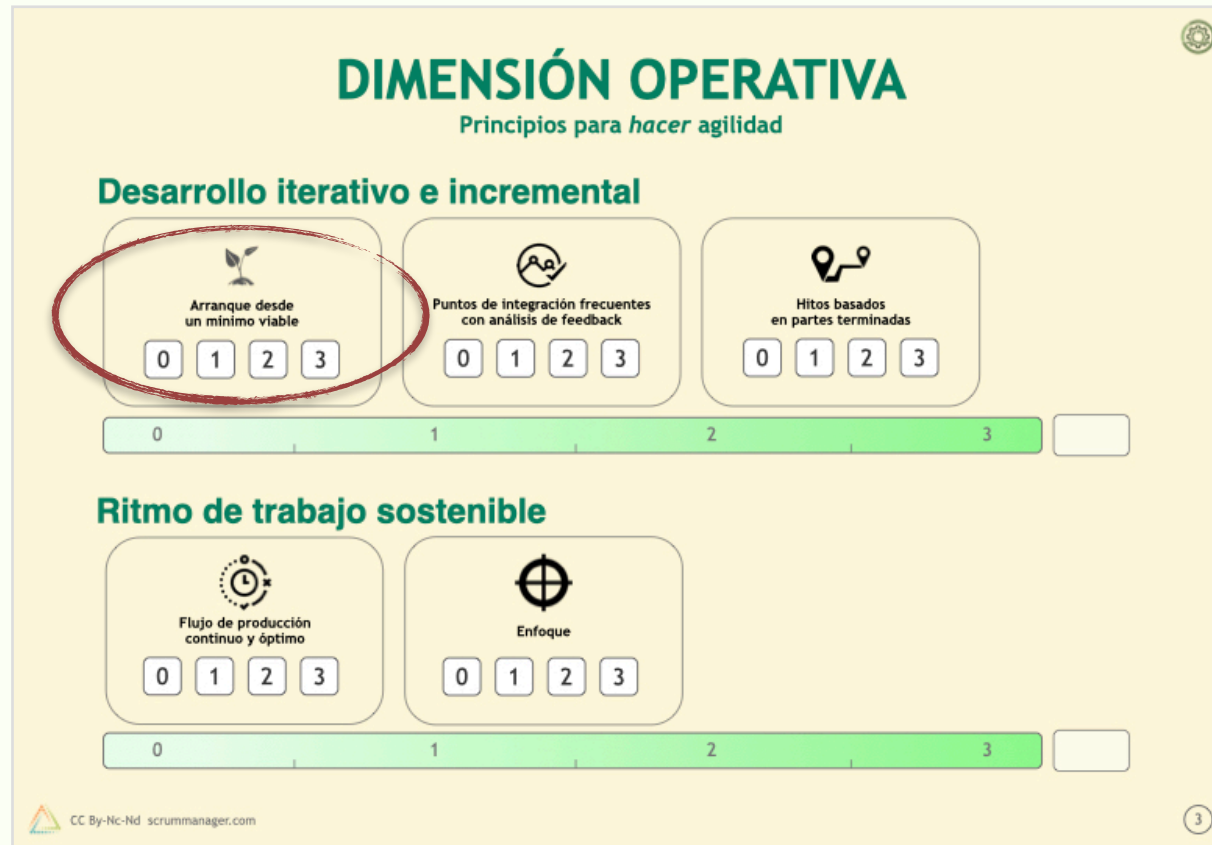 DIMENSIÓN OPERATIVA
Principios para hacer agilidad
Desarrollo iterativo e incremental
Arranque desde
un mínimo viable
0 1 2 3
Puntos de integración frecuentes
con análisis de feedback
0 1 2 3
Hitos basados
en partes terminadas
0 1 2 3
0 1 2 3
Ritmo de trabajo sostenible
Flujo de producción
continuo y óptimo
0 1 2 3
Enfoque
0 1 2 3
0 1 2 3
CC By-Nc-Nd scrummanager.com
3